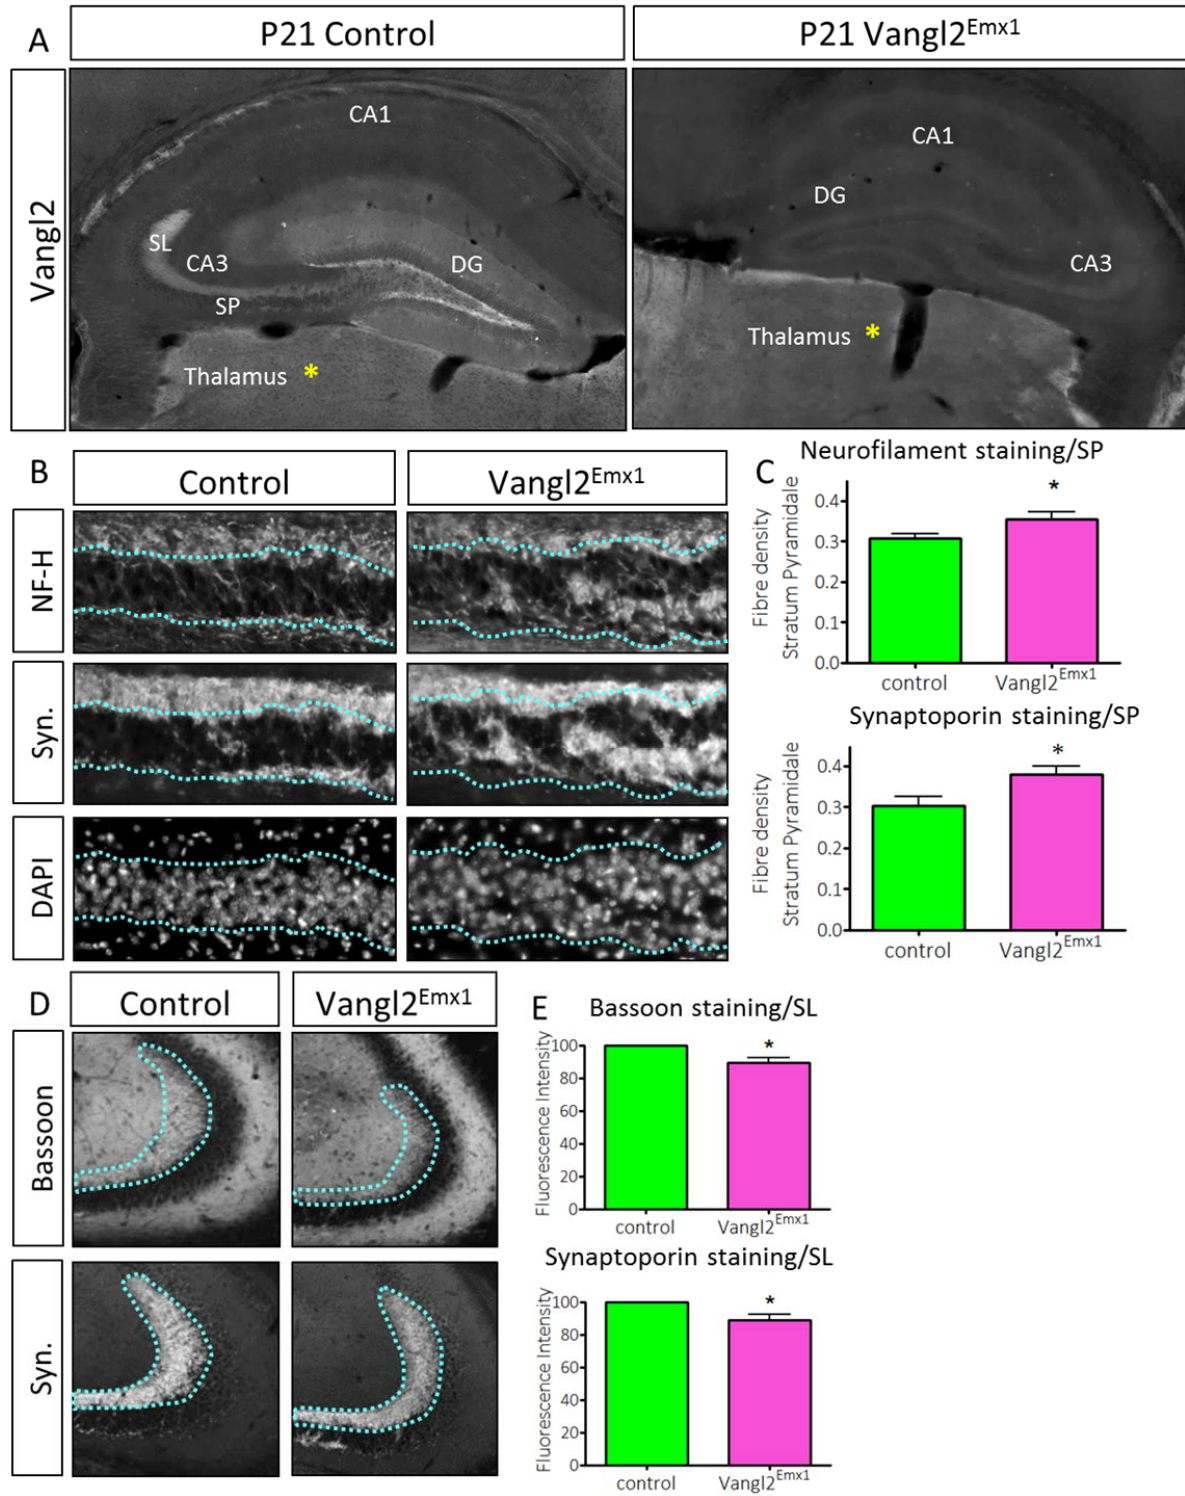 A
P21 Control
P21 Vangl2Emx1
Vangl2
CA1
SL
CA3
DG
SP
Thalamus *
CA1
DG
CA3
Thalamus *
B
Control
Vangl2Emx1
NF-H
Syn.
DAPI
C
Neurofilament staining/SP
Fibre density
Stratum Pyramidale
0.4
0.3
0.2
0.1
0.0
*
control
Vangl2Emx1
Synaptoporin staining/SP
Fibre density
Stratum Pyramidale
0.4
0.3
0.2
0.1
0.0
*
control
Vangl2Emx1
D
Control
Vangl2Emx1
Bassoon
Syn.
E
Bassoon staining/SL
Fluorescence Intensity
100
80
60
40
20
0
*
control
Vangl2Emx1
Synaptoporin staining/SL
Fluorescence Intensity
100
80
60
40
20
0
*
control
Vangl2Emx1